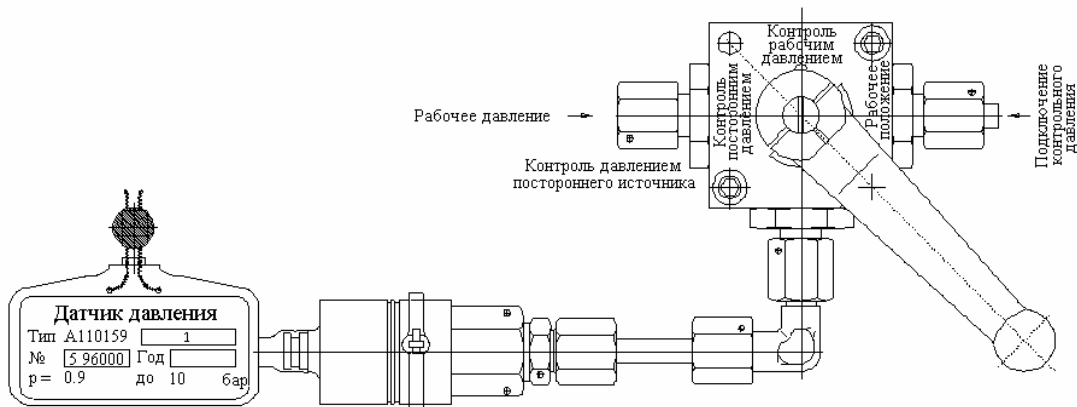 Контроль
рабочим
давлением
Контроль
посторонним
давлением
Рабочее
положение
Рабочее давление
Подключение
контрольного
давления
Контроль давлением
постороннего источника
Датчик давления
Тип А110159 1
№ 5.96000 Год
p = 0.9 до 10 бар